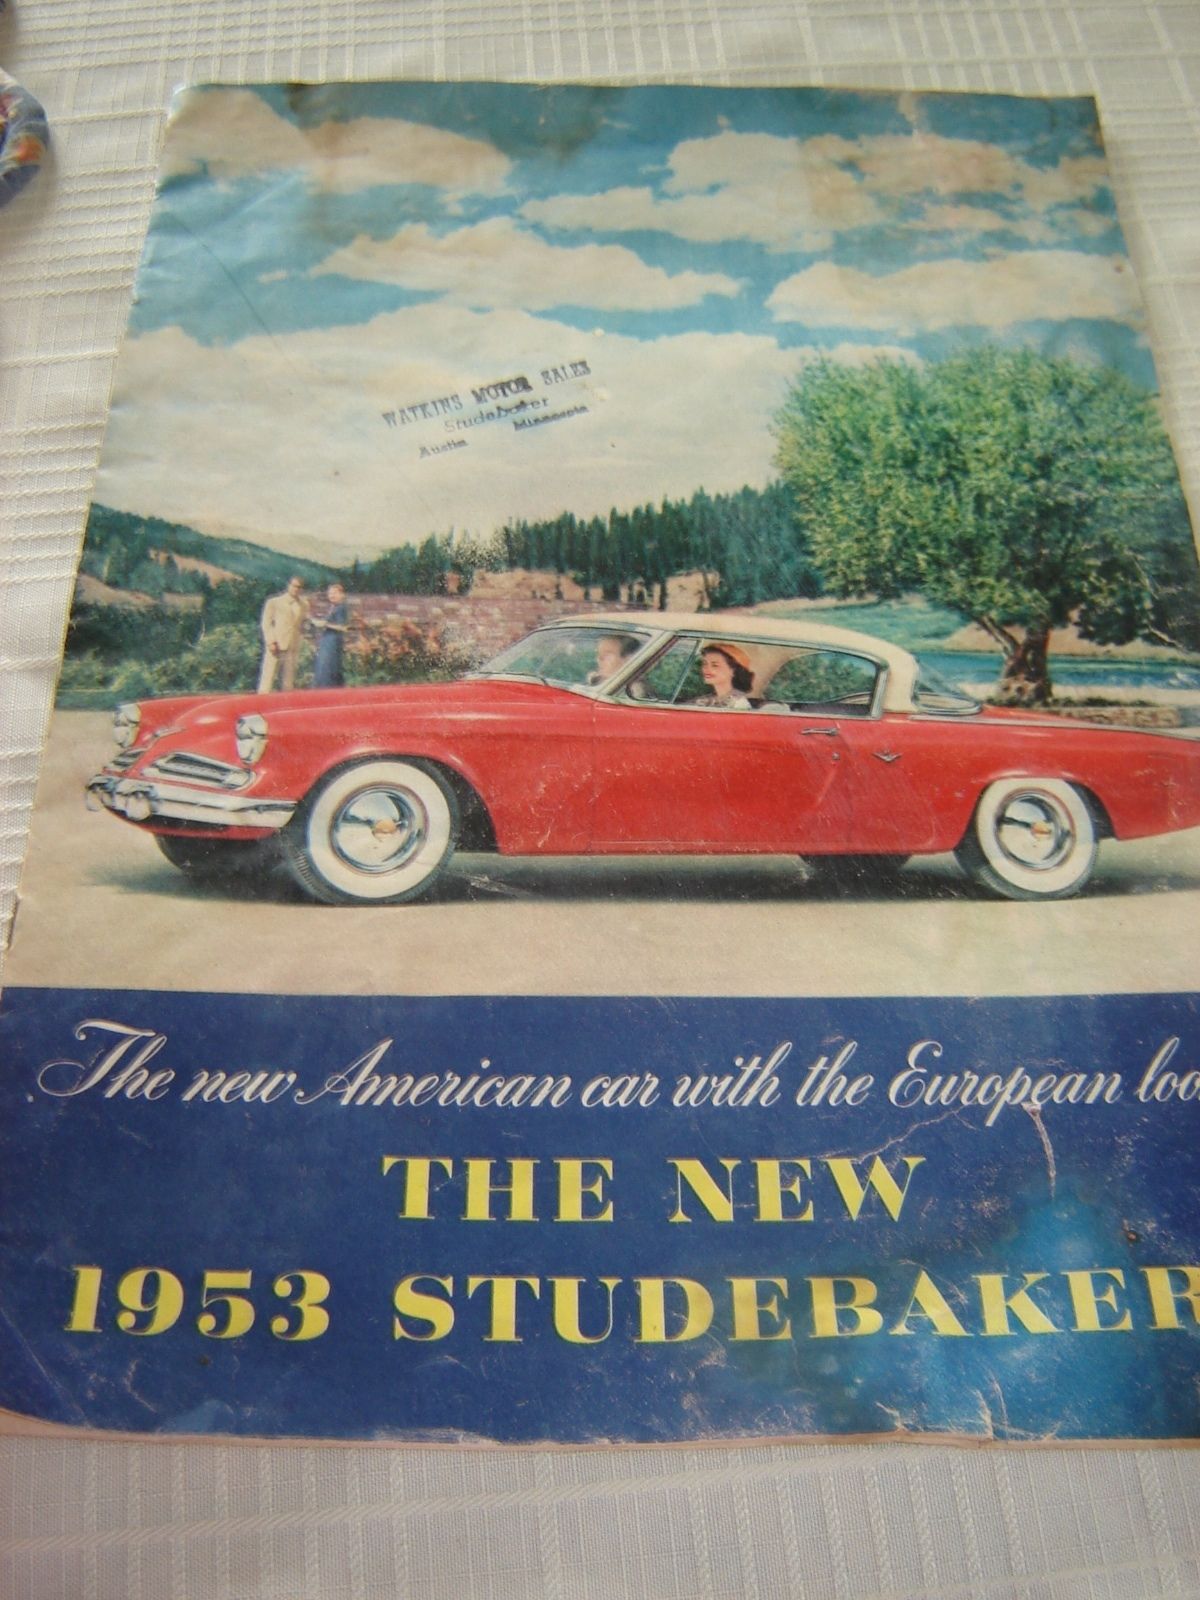 WATKINS MOTOR SALES
Studebaker
Austin Minnesota
The new American car with the European loo
THE NEW
1953 STUDEBAKER